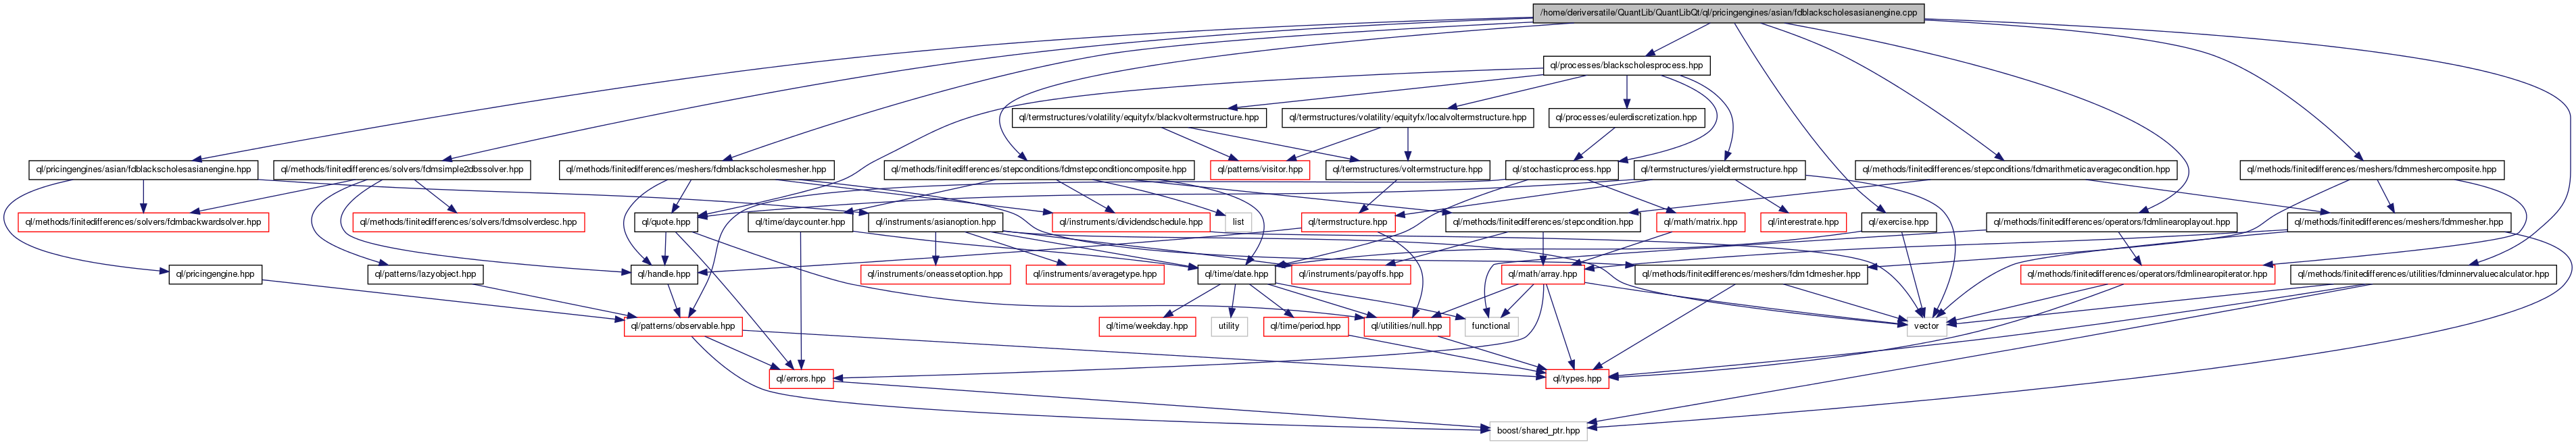 /home/deriversatile/QuantLib/QuantLibQt/ql/pricingengines/asian/fdblackscholesasianengine.cpp
ql/processes/blackscholesprocess.hpp
ql/termstructures/volatility/equityfx/blackvoltermstructure.hpp
ql/termstructures/volatility/equityfx/localvoltermstructure.hpp
ql/processes/eulerdiscretization.hpp
ql/pricingengines/asian/fdblackscholesasianengine.hpp
ql/methods/finitedifferences/solvers/fdmsimple2dbssolver.hpp
ql/methods/finitedifferences/meshers/fdmblackscholesmesher.hpp
ql/methods/finitedifferences/stepconditions/fdmstepconditioncomposite.hpp
ql/patterns/visitor.hpp
ql/termstructures/voltermstructure.hpp
ql/stochasticprocess.hpp
ql/termstructures/yieldtermstructure.hpp
ql/methods/finitedifferences/stepconditions/fdmarithmeticaveragecondition.hpp
ql/methods/finitedifferences/meshers/fdmmeshercomposite.hpp
ql/methods/finitedifferences/solvers/fdmbackwardsolver.hpp
ql/methods/finitedifferences/solvers/fdmsolverdesc.hpp
ql/quote.hpp
ql/time/daycounter.hpp
ql/instruments/asianoption.hpp
ql/instruments/dividendschedule.hpp
list
ql/termstructure.hpp
ql/methods/finitedifferences/stepcondition.hpp
ql/math/matrix.hpp
ql/interestrate.hpp
ql/exercise.hpp
ql/methods/finitedifferences/operators/fdmlinearoplayout.hpp
ql/methods/finitedifferences/meshers/fdmmesher.hpp
ql/pricingengine.hpp
ql/patterns/lazyobject.hpp
ql/handle.hpp
ql/instruments/oneassetoption.hpp
ql/instruments/averagetype.hpp
ql/time/date.hpp
ql/instruments/payoffs.hpp
ql/math/array.hpp
ql/methods/finitedifferences/meshers/fdm1dmesher.hpp
ql/methods/finitedifferences/operators/fdmlinearopiterator.hpp
ql/methods/finitedifferences/utilities/fdminnervaluecalculator.hpp
ql/patterns/observable.hpp
ql/time/weekday.hpp
utility
ql/time/period.hpp
ql/utilities/null.hpp
functional
vector
ql/errors.hpp
ql/types.hpp
boost/shared_ptr.hpp